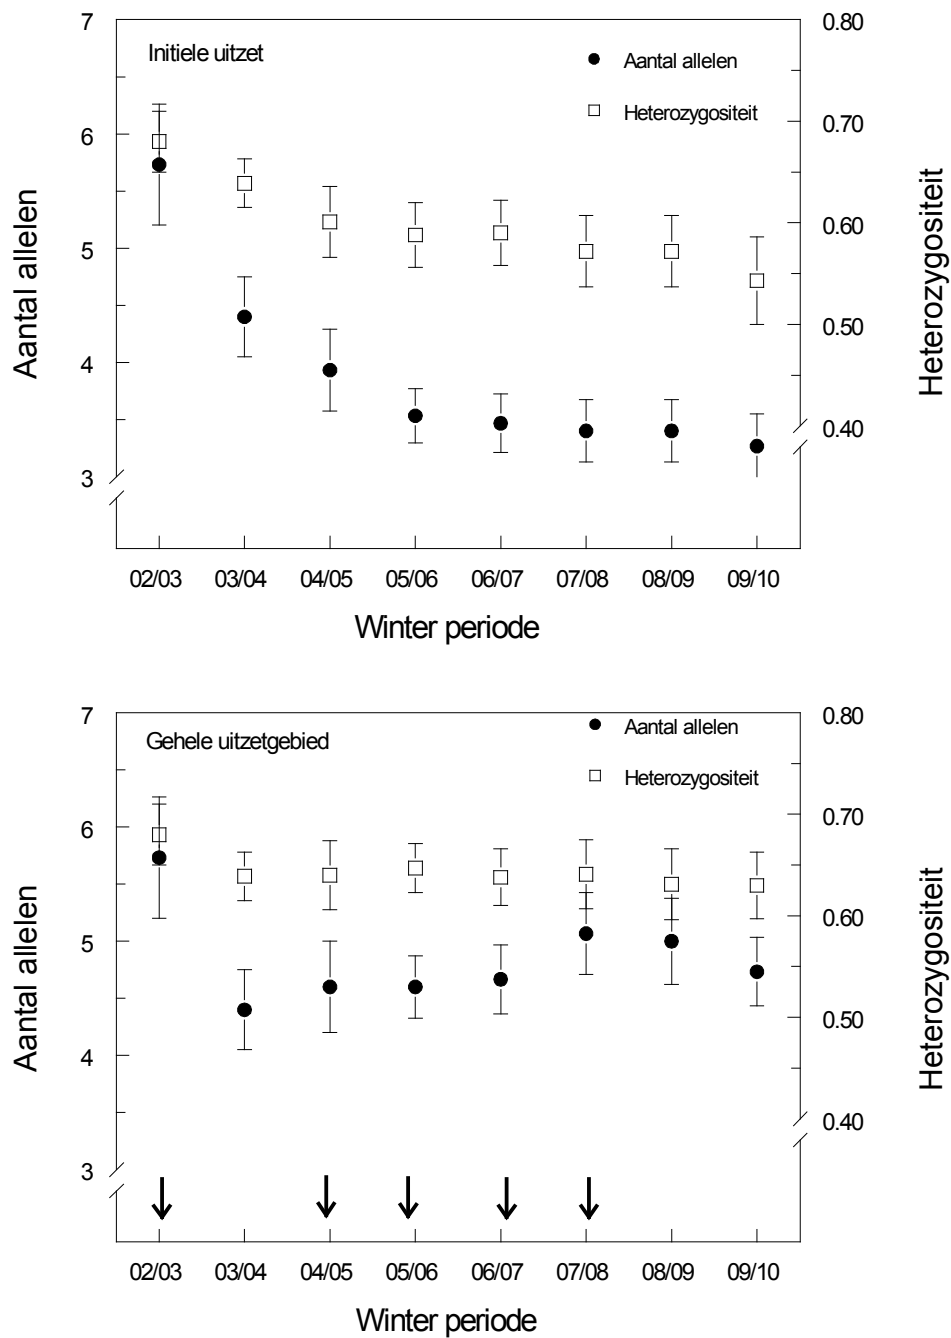 7
0.80
Initiele uitzet
Aantal allelen
Heterozygositeit
6
0.70
5
0.60
4
0.50
0.40
3
Aantal allelen
Heterozygositeit
02/03 03/04 04/05 05/06 06/07 07/08 08/09 09/10
Winter periode
7
0.80
Gehele uitzetgebied
Aantal allelen
Heterozygositeit
6
0.70
5
0.60
4
0.50
0.40
3
Aantal allelen
Heterozygositeit
02/03 03/04 04/05 05/06 06/07 07/08 08/09 09/10
Winter periode